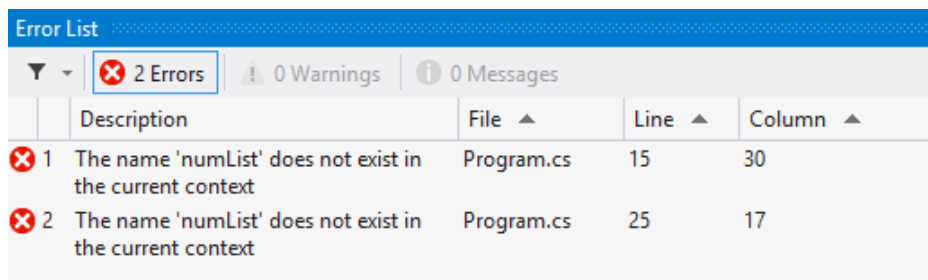 Error List
2 Errors 0 Warnings 0 Messages
Description File Line Column
1 The name 'numList' does not exist in Program.cs 15 30
the current context
2 The name 'numList' does not exist in Program.cs 25 17
the current context